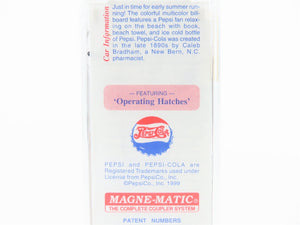 Just in time for early summer run-
ning! The colorful multicolor bill-
board features a Pepsi fan relax-
ing on the beach with book,
beach towel, and ice cold bottle
of Pepsi. Pepsi-Cola was created
in the late 1890s by Caleb
Bradham, a New Bern, N.C.
pharmacist.
Car Information
— FEATURING —
'Operating Hatches'
Pepsi-Cola
PEPSI and PEPSI-COLA are
Registered Trademarks used under
License from PepsiCo., Inc.
©PepsiCo., Inc. 1999
MAGNE-MATIC®
THE COMPLETE COUPLER SYSTEM
PATENT NUMBERS